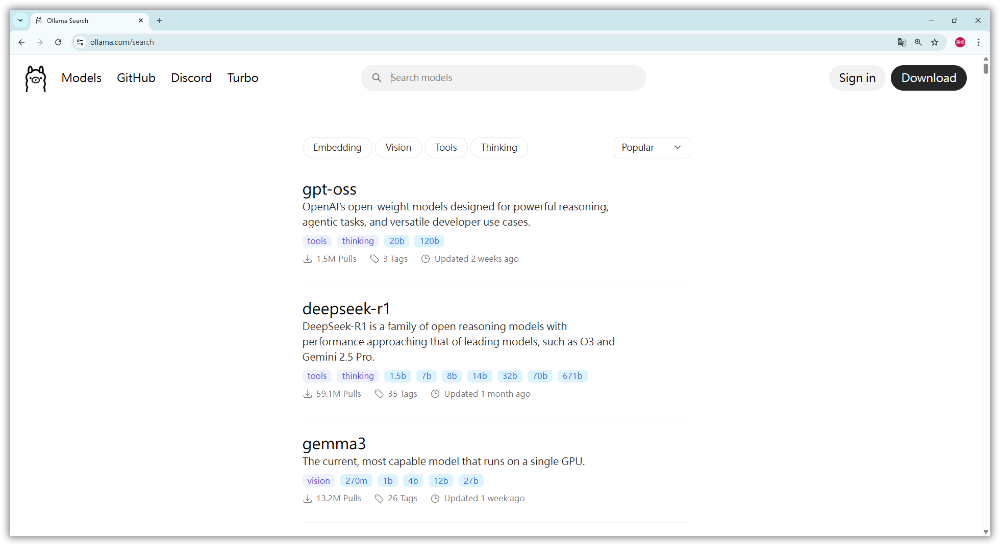 Ollama Search
ollama.com/search
Models GitHub Discord Turbo Search models Sign in Download
Embedding Vision Tools Thinking Popular
gpt-oss
OpenAI’s open-weight models designed for powerful reasoning,
agentic tasks, and versatile developer use cases.
tools thinking 20b 120b
1.5M Pulls 3 Tags Updated 2 weeks ago
deepseek-r1
DeepSeek-R1 is a family of open reasoning models with
performance approaching that of leading models, such as O3 and
Gemini 2.5 Pro.
tools thinking 1.5b 7b 8b 14b 32b 70b 671b
59.1M Pulls 35 Tags Updated 1 month ago
gemma3
The current, most capable model that runs on a single GPU.
vision 270m 1b 4b 12b 27b
13.2M Pulls 26 Tags Updated 1 week ago